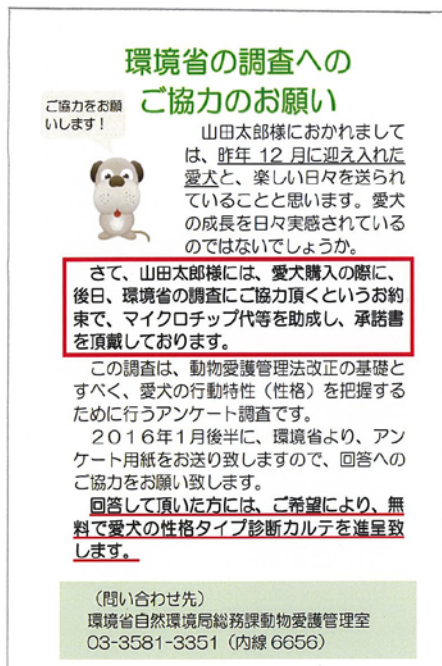 環境省の調査への
ご協力のお願い
ご協力をお願
いします！
山田太郎様におかれまして
は、昨年 12 月に迎え入れた
愛犬と、楽しい日々を送られ
ていることと思います。愛犬
の成長を日々実感されている
のではないでしょうか。
さて、山田太郎様には、愛犬購入の際に、
後日、環境省の調査にご協力頂くというお約
束で、マイクロチップ代等を助成し、承諾書
を頂戴しております。
この調査は、動物愛護管理法改正の基礎と
すべく、愛犬の行動特性（性格）を把握する
ために行うアンケート調査です。
２０１６年１月後半に、環境省より、アン
ケート用紙をお送り致しますので、回答への
ご協力をお願い致します。
回答して頂いた方には、ご希望により、無
料で愛犬の性格タイプ診断カルテを進呈致
します。
（問い合わせ先）
環境省自然環境局総務課動物愛護管理室
03-3581-3351（内線 6656）